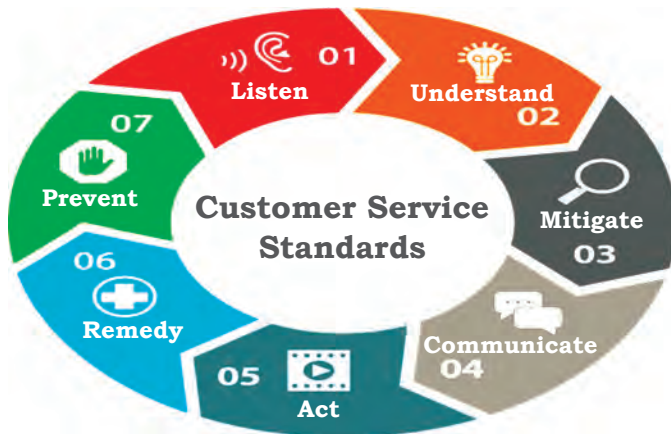 Customer Service
Standards
01
Listen
Understand
02
Mitigate
03
Communicate
04
05
Act
06
Remedy
07
Prevent